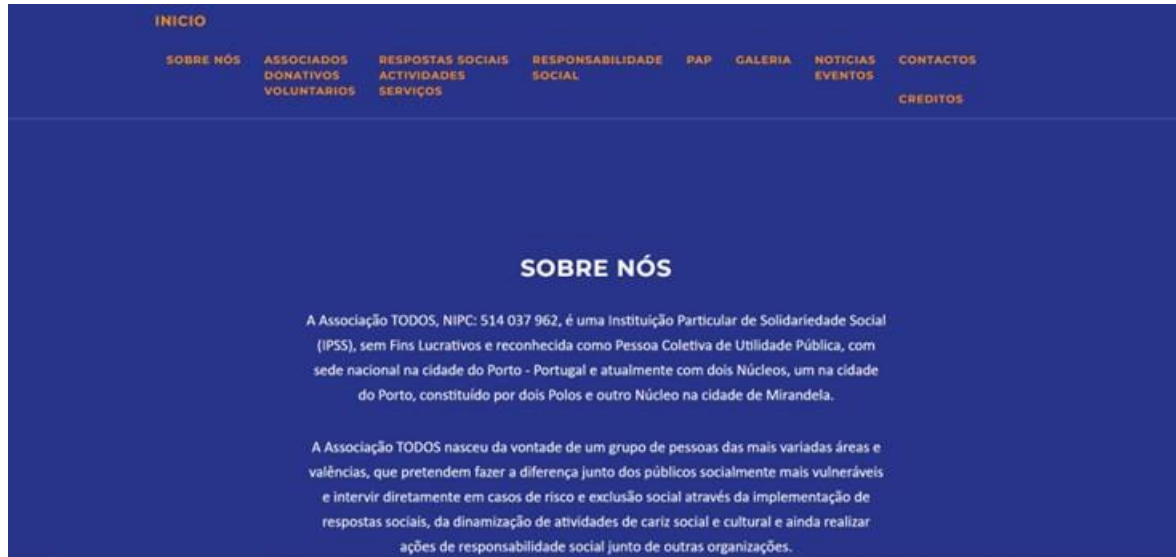 INICIO
SOBRE NÓS
ASSOCIADOS
DONATIVOS
VOLUNTARIOS
RESPOSTAS SOCIAIS
ACTIVIDADES
SERVIÇOS
RESPONSABILIDADE
SOCIAL
PAP
GALERIA
NOTICIAS
EVENTOS
CONTACTOS
CREDITOS
SOBRE NÓS
A Associação TODOS, NIPC: 514 037 962, é uma Instituição Particular de Solidariedade Social
(IPSS), sem Fins Lucrativos e reconhecida como Pessoa Coletiva de Utilidade Pública, com
sede nacional na cidade do Porto - Portugal e atualmente com dois Núcleos, um na cidade
do Porto, constituído por dois Polos e outro Núcleo na cidade de Mirandela.
A Associação TODOS nasceu da vontade de um grupo de pessoas das mais variadas áreas e
valências, que pretendem fazer a diferença junto dos públicos socialmente mais vulneráveis
e intervir diretamente em casos de risco e exclusão social através da implementação de
respostas sociais, da dinamização de atividades de cariz social e cultural e ainda realizar
ações de responsabilidade social junto de outras organizações.